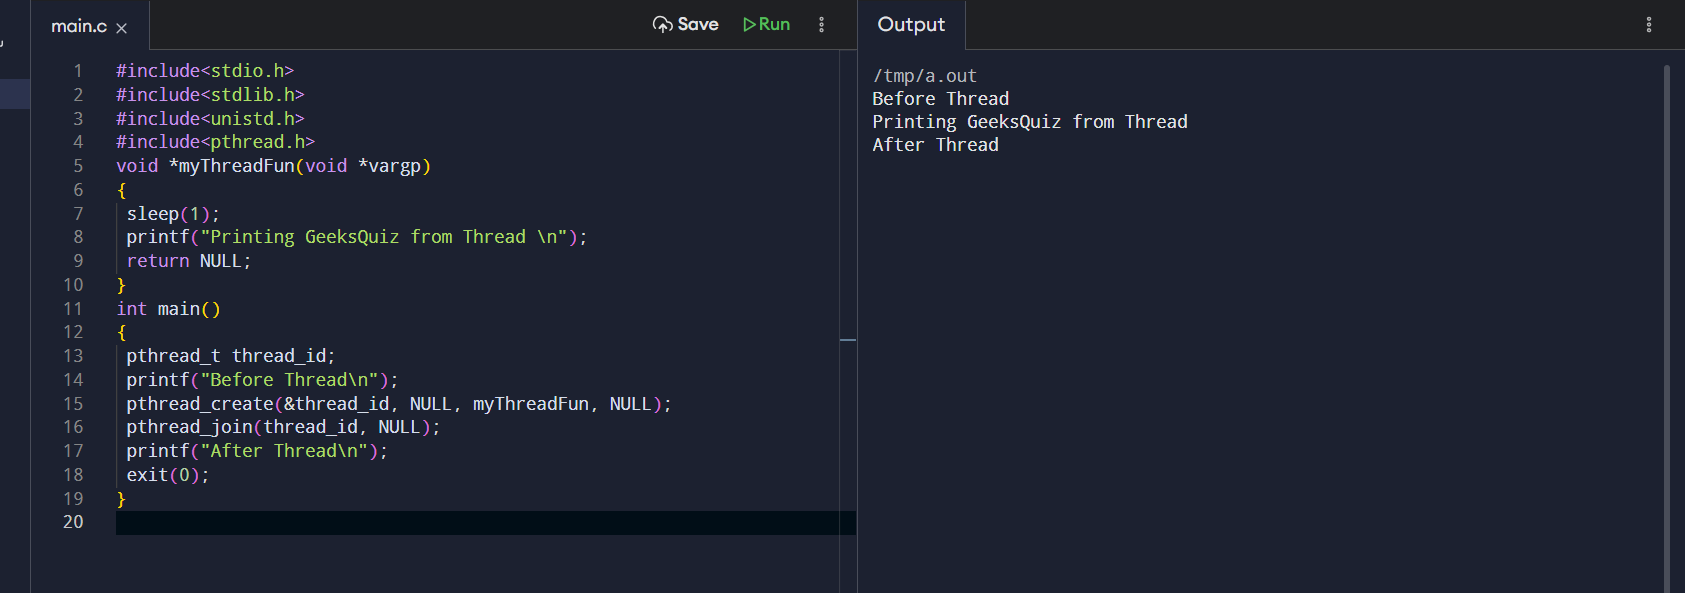 main.c ×
Save
Run
Output
1 #include<stdio.h>
2 #include<stdlib.h>
3 #include<unistd.h>
4 #include<pthread.h>
5 void *myThreadFun(void *vargp)
6 {
7 sleep(1);
8 printf("Printing GeeksQuiz from Thread \n");
9 return NULL;
10 }
11 int main()
12 {
13 pthread_t thread_id;
14 printf("Before Thread\n");
15 pthread_create(&thread_id, NULL, myThreadFun, NULL);
16 pthread_join(thread_id, NULL);
17 printf("After Thread\n");
18 exit(0);
19 }
20
/tmp/a.out
Before Thread
Printing GeeksQuiz from Thread
After Thread